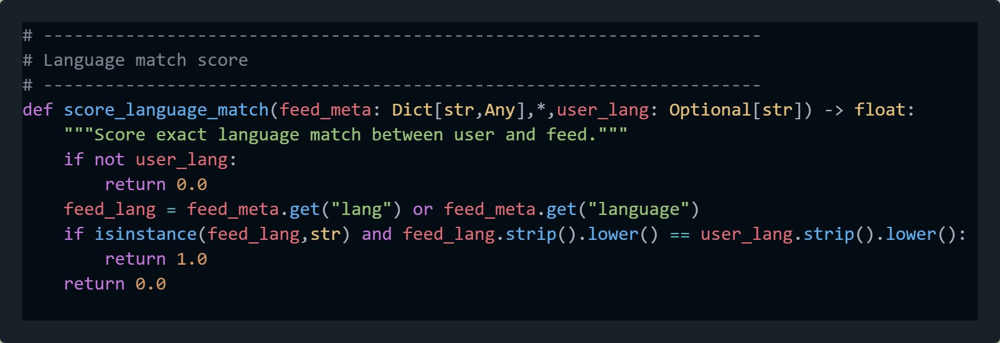 # ----------------------------------------------------------------------
# Language match score
# ----------------------------------------------------------------------
def score_language_match(feed_meta: Dict[str,Any],*,user_lang: Optional[str]) -> float:
    """Score exact language match between user and feed."""
    if not user_lang:
        return 0.0
    feed_lang = feed_meta.get("lang") or feed_meta.get("language")
    if isinstance(feed_lang,str) and feed_lang.strip().lower() == user_lang.strip().lower():
        return 1.0
    return 0.0